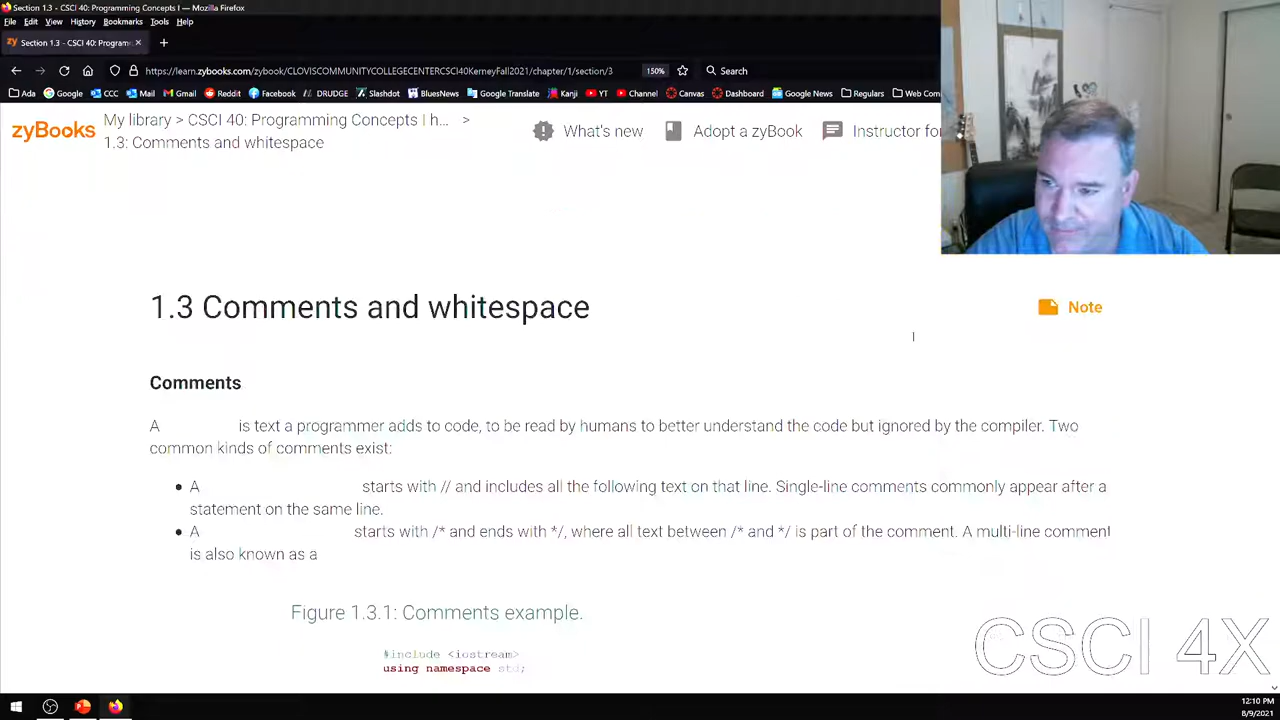 Section 1.3 - CSCI 40: Programming Concepts I — Mozilla Firefox
File Edit View History Bookmarks Tools Help
zy Section 1.3 - CSCI 40: Program
https://learn.zybooks.com/zybook/CLOVISCOMMUNITYCOLLEGECENTERCSCI40KerneyFall2021/chapter/1/section/3 150% Search
Ada Google CCC Mail Gmail Reddit Facebook DRUDGE Slashdot BlueNews Google Translate Kanji YT Channel Canvas Dashboard Google News Regulars Web Com
zyBooks My library > CSCI 40: Programming Concepts I h... >
1.3: Comments and whitespace
What's new Adopt a zyBook Instructor for
1.3 Comments and whitespace
Note
Comments
A is text a programmer adds to code, to be read by humans to better understand the code but ignored by the compiler. Two
common kinds of comments exist:
• A starts with // and includes all the following text on that line. Single-line comments commonly appear after a
statement on the same line.
• A starts with /* and ends with */, where all text between /* and */ is part of the comment. A multi-line comment
is also known as a
Figure 1.3.1: Comments example.
#include <iostream>
using namespace std;
CSCI 4X
12:10 PM
8/9/2021